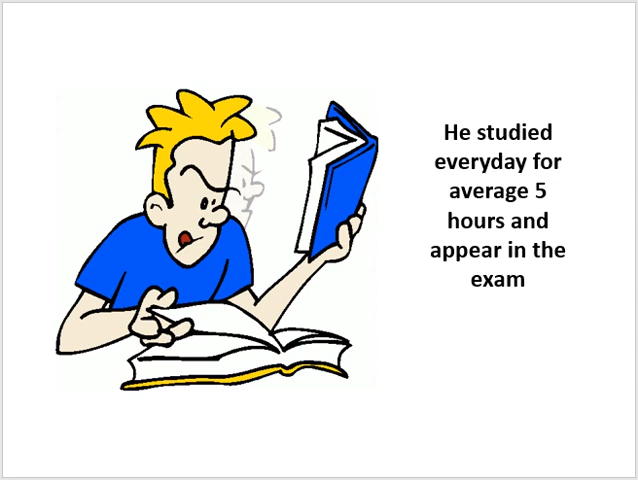 He studied
everyday for
average 5
hours and
appear in the
exam